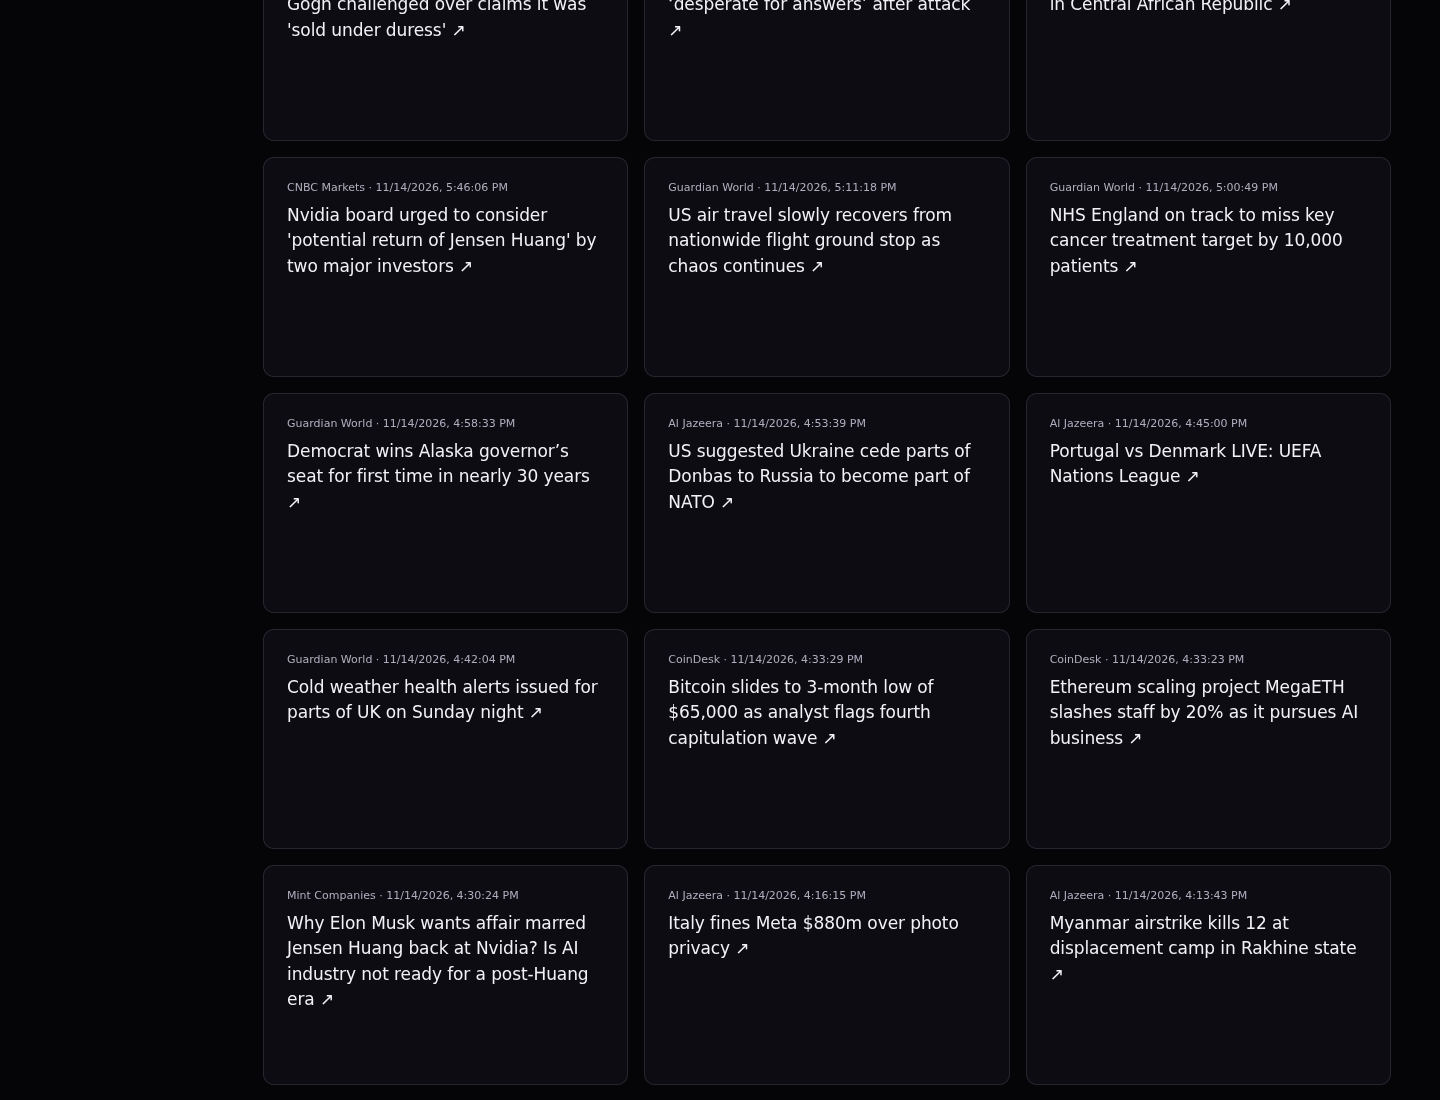 Gogh challenged over claims it was
'sold under duress' ↗
'desperate for answers' after attack
↗
in Central African Republic ↗
CNBC Markets · 11/14/2026, 5:46:06 PM
Nvidia board urged to consider
'potential return of Jensen Huang' by
two major investors ↗
Guardian World · 11/14/2026, 5:11:18 PM
US air travel slowly recovers from
nationwide flight ground stop as
chaos continues ↗
Guardian World · 11/14/2026, 5:00:49 PM
NHS England on track to miss key
cancer treatment target by 10,000
patients ↗
Guardian World · 11/14/2026, 4:58:33 PM
Democrat wins Alaska governor’s
seat for first time in nearly 30 years
↗
Al Jazeera · 11/14/2026, 4:53:39 PM
US suggested Ukraine cede parts of
Donbas to Russia to become part of
NATO ↗
Al Jazeera · 11/14/2026, 4:45:00 PM
Portugal vs Denmark LIVE: UEFA
Nations League ↗
Guardian World · 11/14/2026, 4:42:04 PM
Cold weather health alerts issued for
parts of UK on Sunday night ↗
CoinDesk · 11/14/2026, 4:33:29 PM
Bitcoin slides to 3-month low of
$65,000 as analyst flags fourth
capitulation wave ↗
CoinDesk · 11/14/2026, 4:33:23 PM
Ethereum scaling project MegaETH
slashes staff by 20% as it pursues AI
business ↗
Mint Companies · 11/14/2026, 4:30:24 PM
Why Elon Musk wants affair marred
Jensen Huang back at Nvidia? Is AI
industry not ready for a post-Huang
era ↗
Al Jazeera · 11/14/2026, 4:16:15 PM
Italy fines Meta $880m over photo
privacy ↗
Al Jazeera · 11/14/2026, 4:13:43 PM
Myanmar airstrike kills 12 at
displacement camp in Rakhine state
↗